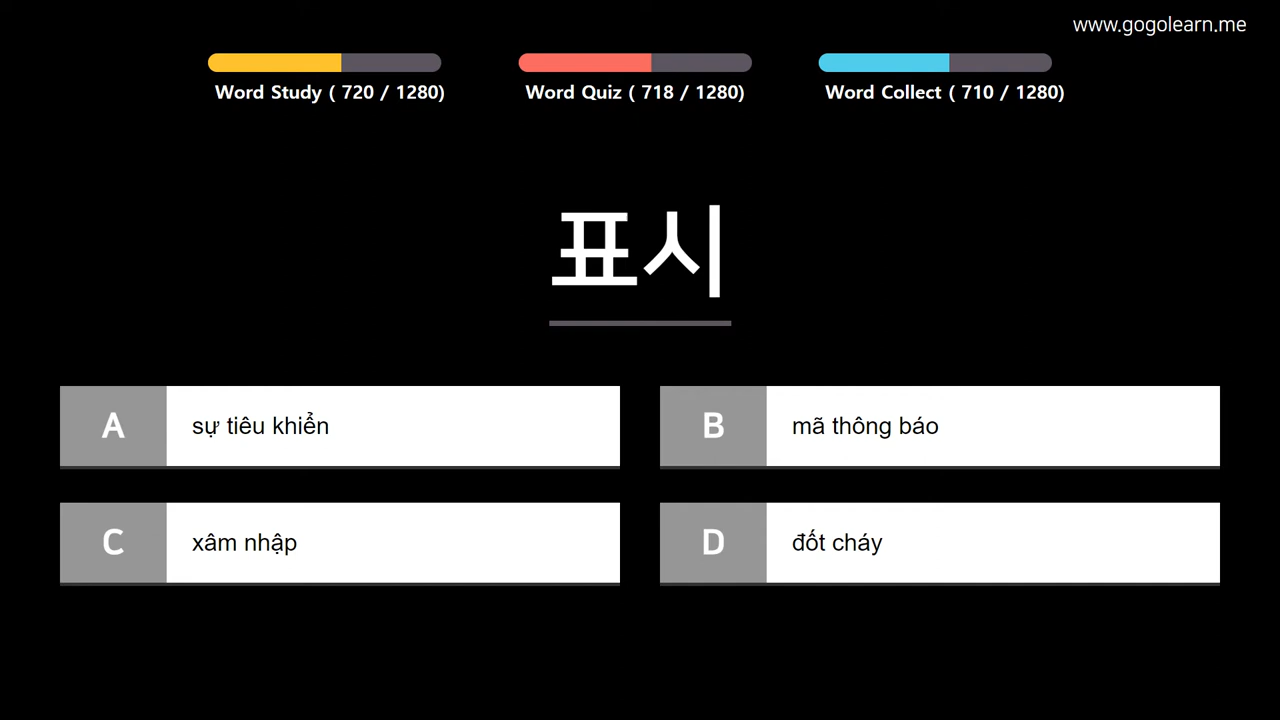 www.gogolearn.me
Word Study ( 720 / 1280)
Word Quiz ( 718 / 1280)
Word Collect ( 710 / 1280)
표시
A sự tiêu khiển
B mã thông báo
C xâm nhập
D đốt cháy